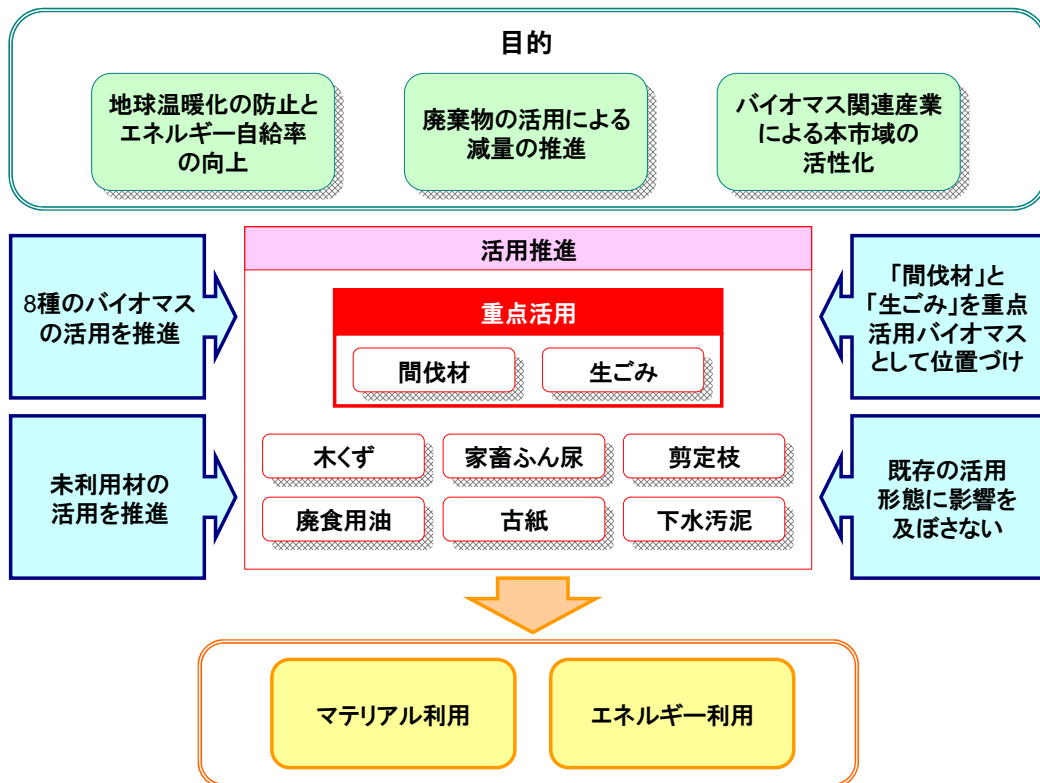 目的
地球温暖化の防止と
エネルギー自給率
の向上
廃棄物の活用による
減量の推進
バイオマス関連産業
による本市域の
活性化
8種のバイオマス
の活用を推進
未利用材の
活用を推進
活用推進
重点活用
間伐材
生ごみ
木くず
家畜ふん尿
剪定枝
廃食用油
古紙
下水汚泥
「間伐材」と
「生ごみ」を重点
活用バイオマス
として位置づけ
既存の活用
形態に影響を
及ぼさない
マテリアル利用
エネルギー利用